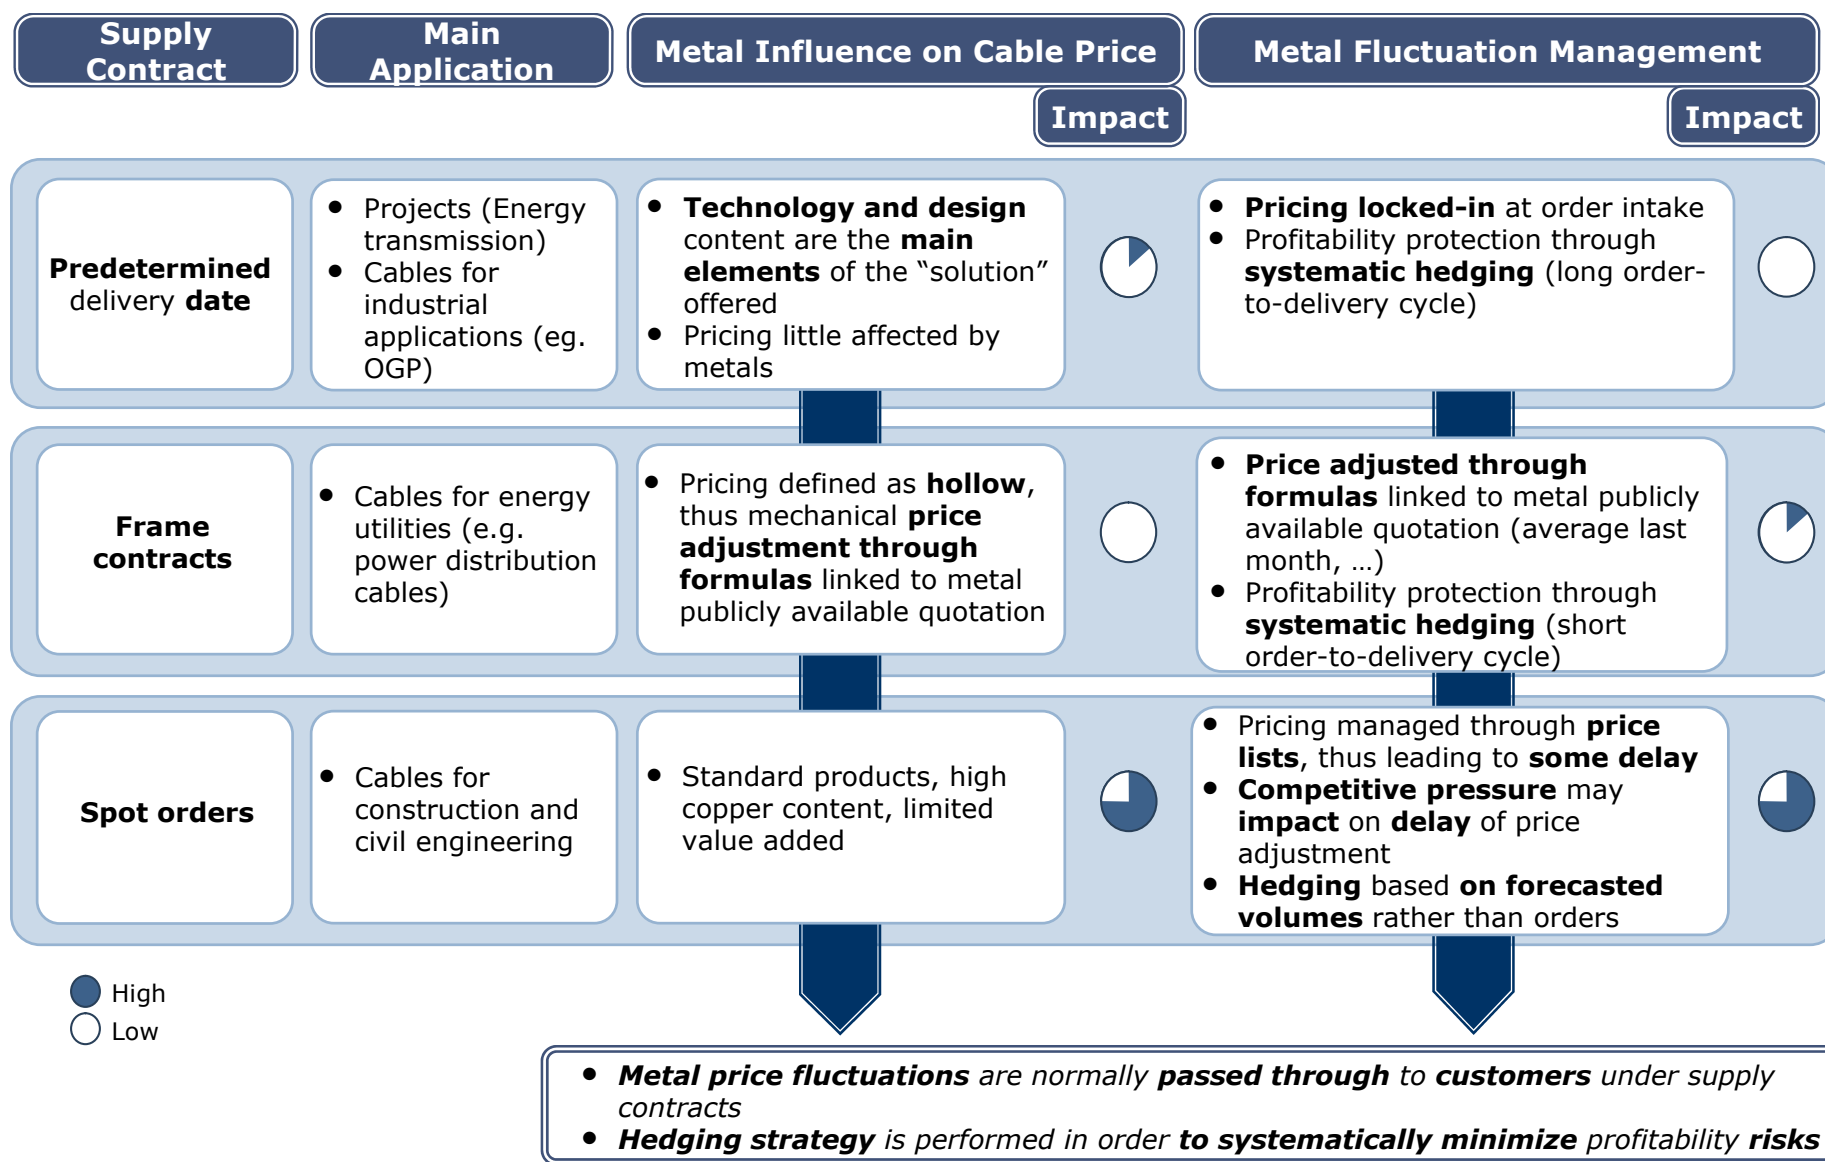 Supply
Contract
Main
Application
Metal Influence on Cable Price
Metal Fluctuation Management
Impact
Impact
Predetermined
delivery date
• Projects (Energy
transmission)
• Cables for
industrial
applications (eg.
OGP)
• Technology and design
content are the main
elements of the “solution”
offered
• Pricing little affected by
metals
• Pricing locked-in at order intake
• Profitability protection through
systematic hedging (long order-
to-delivery cycle)
Frame
contracts
• Cables for energy
utilities (e.g.
power distribution
cables)
• Pricing defined as hollow,
thus mechanical price
adjustment through
formulas linked to metal
publicly available quotation
• Price adjusted through
formulas linked to metal publicly
available quotation (average last
month, …)
• Profitability protection through
systematic hedging (short
order-to-delivery cycle)
Spot orders
• Cables for
construction and
civil engineering
• Standard products, high
copper content, limited
value added
• Pricing managed through price
lists, thus leading to some delay
• Competitive pressure may
impact on delay of price
adjustment
• Hedging based on forecasted
volumes rather than orders
High
Low
• Metal price fluctuations are normally passed through to customers under supply
contracts
• Hedging strategy is performed in order to systematically minimize profitability risks